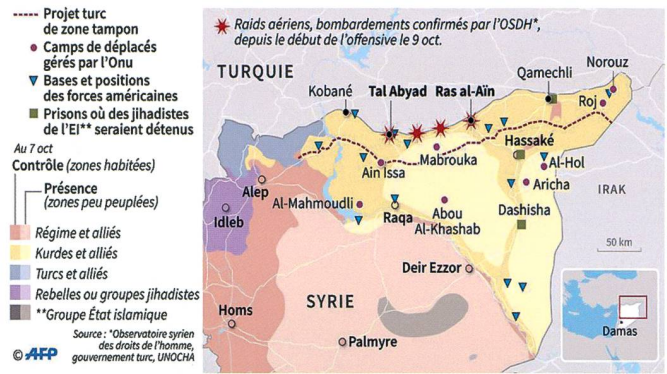 Projet turc
de zone tampon
Camps de déplacés
gérés par l'Onu
Bases et positions
des forces américaines
Prisons où des jihadistes
de l'EI** seraient détenus
Au 7 oct
Contrôle (zones habitées)
Présence
(zones peu peuplées)
Régime et alliés
Kurdes et alliés
Turcs et alliés
Rebelles ou groupes jihadistes
**Groupe État islamique
Source : *Observatoire syrien
des droits de l'homme,
gouvernement turc, UNOCHA
© AFP
Raids aériens, bombardements confirmés par l'OSDH*,
depuis le début de l'offensive le 9 oct.
TURQUIE
Kobané
Tal Abyad
Ras al-Aïn
Qamechli
Norouz
Roj
Hassaké
Mabrouka
Al-Hol
Ain Issa
Aricha
IRAK
Alep
Al-Mahmoudli
Idleb
Raqa
Abou
Al-Khashab
Dashisha
50 km
Deir Ezzor
SYRIE
Homs
Palmyre
Damas